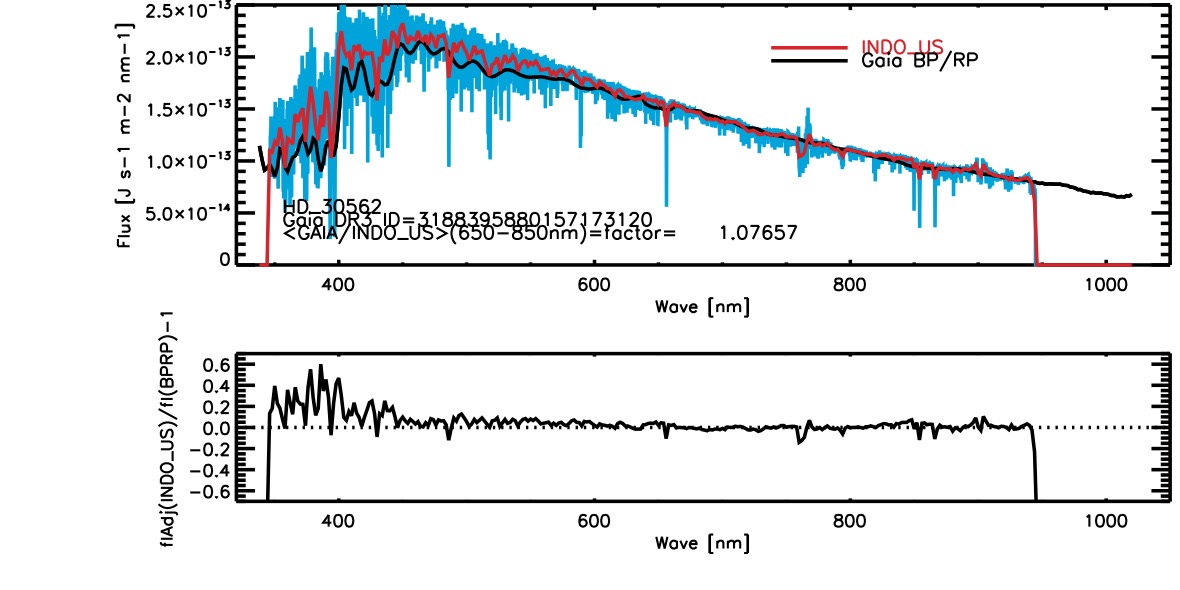 2.5×10⁻¹³
2.0×10⁻¹³
1.5×10⁻¹³
1.0×10⁻¹³
5.0×10⁻¹⁴
0
Flux [J s−1 m−2 nm−1]
INDO_US
Gaia BP/RP
HD_30562
Gaia DR3 ID=3188395880157173120
<GAIA/INDO_US>(650−850nm)=factor= 1.07657
400 600 800 1000
Wave [nm]
flAdj(INDO_US)/fl(BPRP)−1
0.6
0.4
0.2
0.0
−0.2
−0.4
−0.6
400 600 800 1000
Wave [nm]